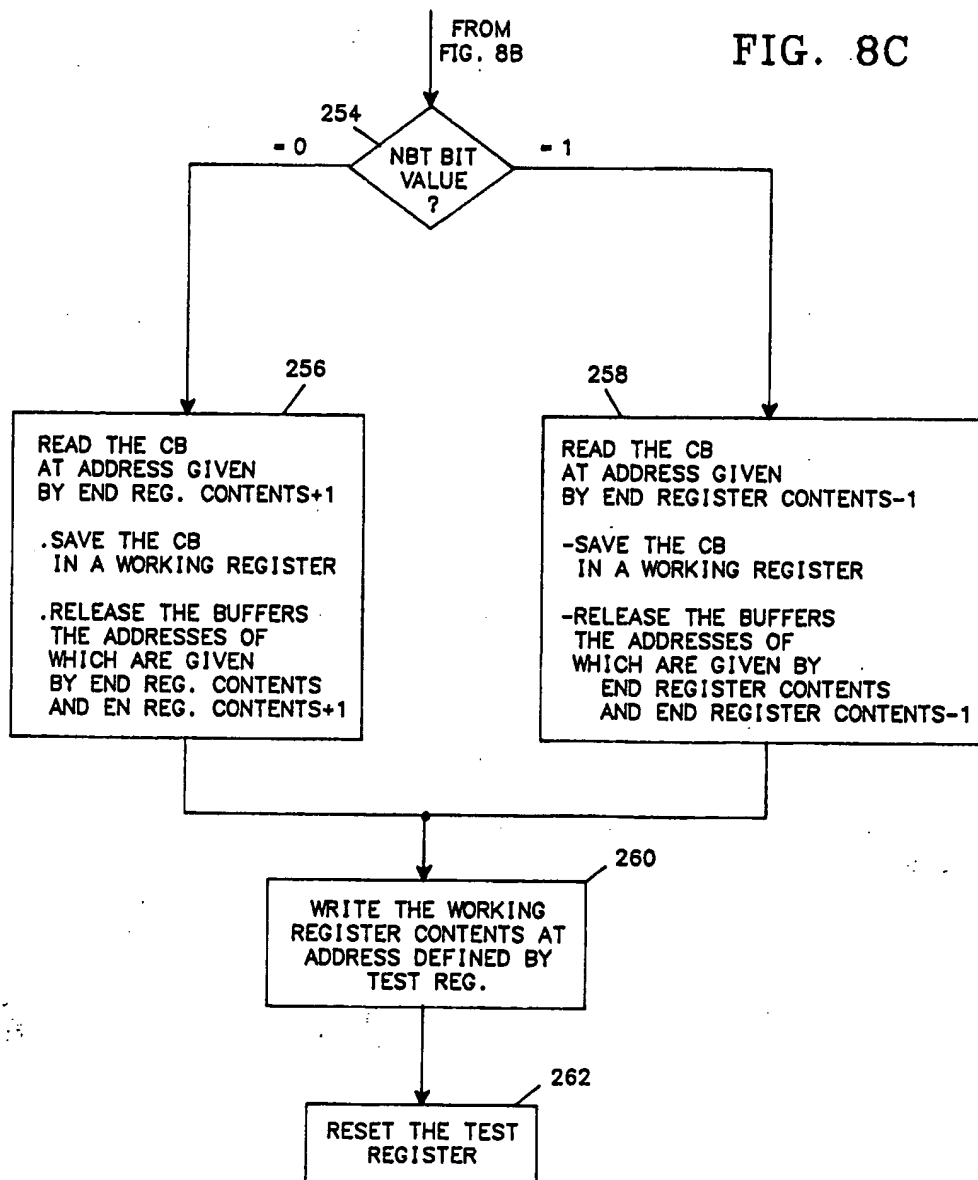 FROM
FIG. 8B
FIG. 8C
254
= 0
= 1
NBT BIT
VALUE
?
256
READ THE CB
AT ADDRESS GIVEN
BY END REG. CONTENTS+1
.SAVE THE CB
IN A WORKING REGISTER
.RELEASE THE BUFFERS
THE ADDRESSES OF
WHICH ARE GIVEN
BY END REG. CONTENTS
AND EN REG. CONTENTS+1
258
READ THE CB
AT ADDRESS GIVEN
BY END REGISTER CONTENTS-1
-SAVE THE CB
IN A WORKING REGISTER
-RELEASE THE BUFFERS
THE ADDRESSES OF
WHICH ARE GIVEN BY
END REGISTER CONTENTS
AND END REGISTER CONTENTS-1
260
WRITE THE WORKING
REGISTER CONTENTS AT
ADDRESS DEFINED BY
TEST REG.
262
RESET THE TEST
REGISTER